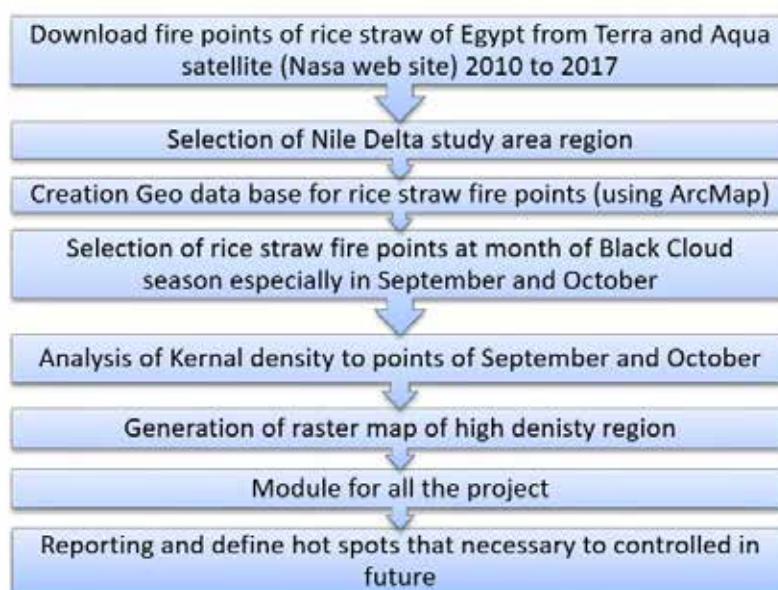 Download fire points of rice straw of Egypt from Terra and Aqua
satellite (Nasa web site) 2010 to 2017
Selection of Nile Delta study area region
Creation Geo data base for rice straw fire points (using ArcMap)
Selection of rice straw fire points at month of Black Cloud
season especially in September and October
Analysis of Kernal density to points of September and October
Generation of raster map of high denisty region
Module for all the project
Reporting and define hot spots that necessary to controlled in
future